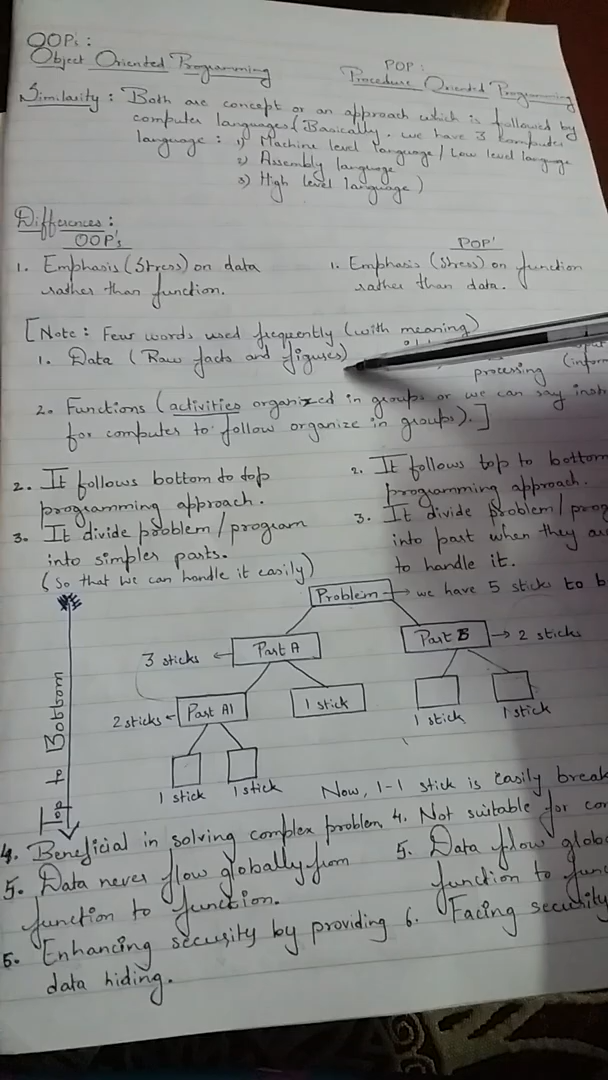 OOPs:
Object Oriented Programming
POP:
Procedure Oriented Programming
Similarity: Both are concept or an approach which is followed by
computer languages (Basically, we have 3 computer
language: 1) Machine level language / Low level language
2) Assembly language
3) High level language)
Differences:
OOP's
1. Emphasis (Stress) on data
rather than function.
POP'
1. Emphasis (Stress) on function
rather than data.
[Note: Few words used frequently (with meaning)
1. Data (Raw facts and figures)
processing (infor
2. Functions (activities organized in groups or we can say inst
for computer to follow organize in groups).]
2. It follows bottom to top
programming approach.
3. It divide problem / program
into simpler parts.
(So that we can handle it easily)
2. It follows top to bottom
programming approach.
3. It divide problem / prog
into part when they a
to handle it.
Problem → we have 5 sticks to b
3 sticks ← Part A
Part B → 2 sticks
2 sticks ← Part A1
1 stick
1 stick
1 stick
1 stick
1 stick
Top to Bottom
Now, 1-1 stick is easily break
4. Beneficial in solving complex problem
5. Data never flow globally from
function to function.
6. Enhancing security by providing
data hiding.
4. Not suitable for co
5. Data flow glob
function to func
6. Facing security